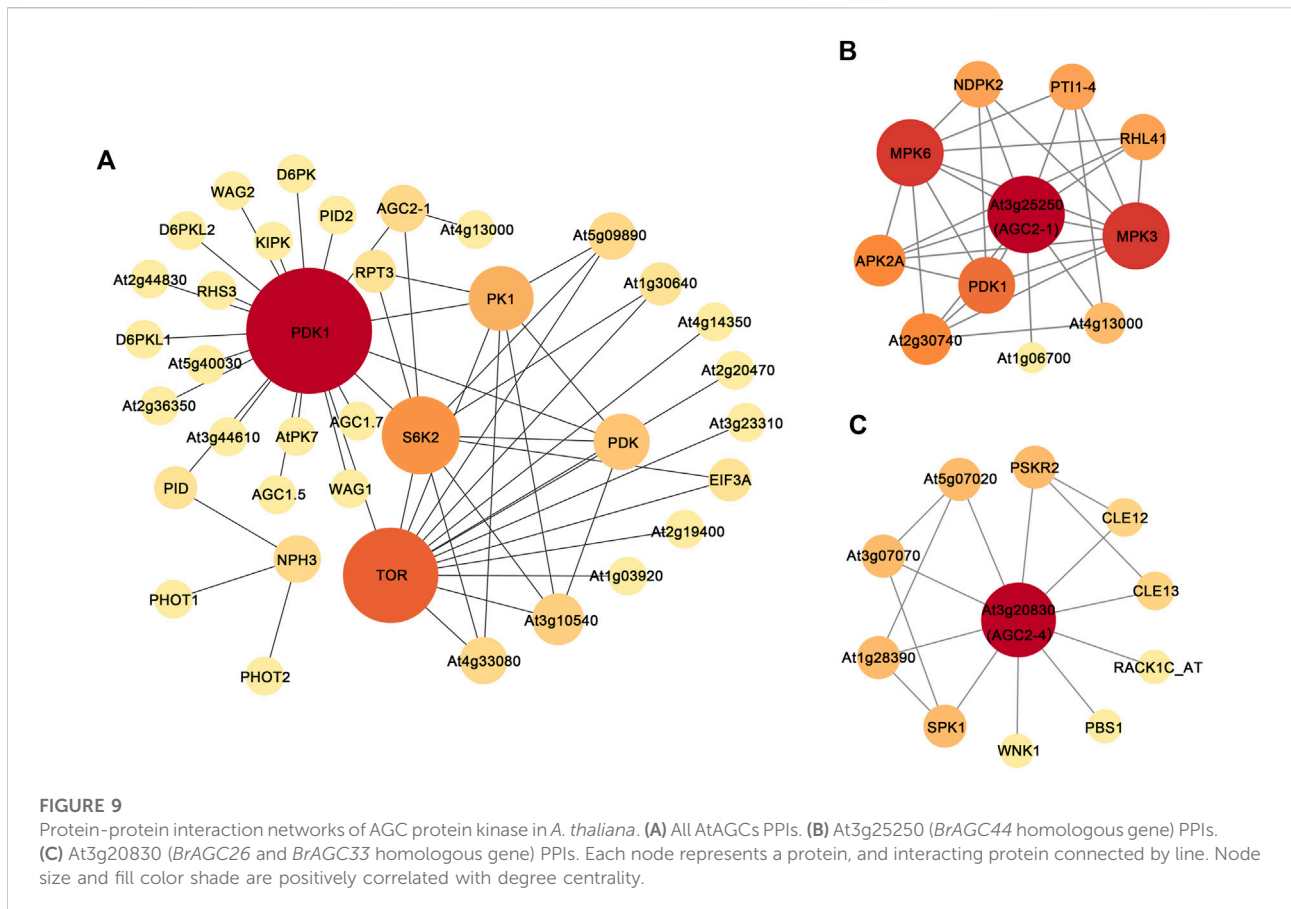 A
D6PK
WAG2
PID2
AGC2-1
At4g13000
D6PKL2
KIPK
At5g09890
RPT3
At2g44830
RHS3
At1g30640
PK1
PDK1
At4g14350
D6PKL1
At5g40030
At2g20470
At2g36350
AGC1.7
At3g23310
At3g44610
AtPK7
S6K2
PDK
PID
AGC1.5
WAG1
EIF3A
At2g19400
NPH3
TOR
At1g03920
PHOT1
At3g10540
At4g33080
PHOT2
B
NDPK2
PTI1-4
RHL41
MPK6
At3g25250
(AGC2-1)
MPK3
APK2A
PDK1
At2g30740
At4g13000
At1g06700
C
PSKR2
At5g07020
CLE12
At3g07070
CLE13
At3g20830
(AGC2-4)
At1g28390
RACK1C_AT
SPK1
PBS1
WNK1
FIGURE 9
Protein-protein interaction networks of AGC protein kinase in A. thaliana. (A) All AtAGCs PPIs. (B) At3g25250 (BrAGC44 homologous gene) PPIs.
(C) At3g20830 (BrAGC26 and BrAGC33 homologous gene) PPIs. Each node represents a protein, and interacting protein connected by line. Node
size and fill color shade are positively correlated with degree centrality.